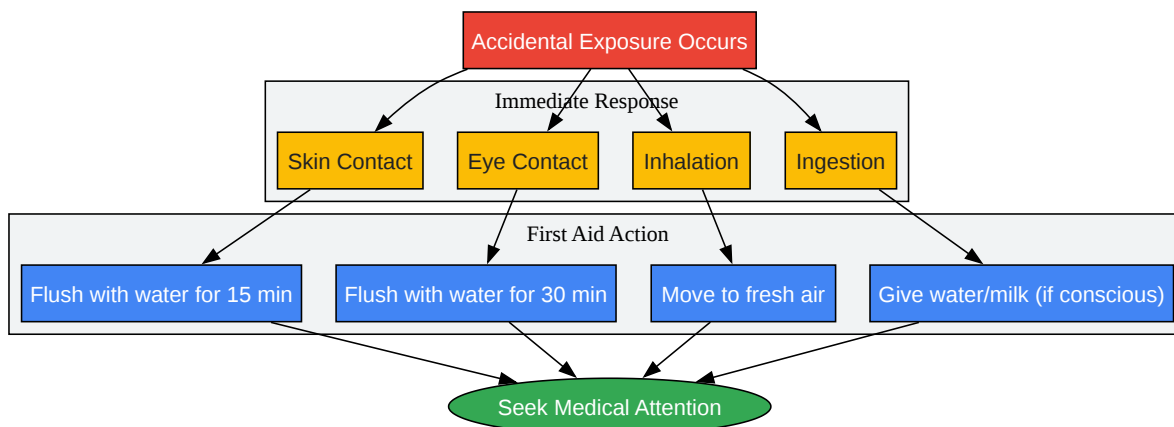 Accidental Exposure Occurs
Immediate Response
Skin Contact
Eye Contact
Inhalation
Ingestion
First Aid Action
Flush with water for 15 min
Flush with water for 30 min
Move to fresh air
Give water/milk (if conscious)
Seek Medical Attention